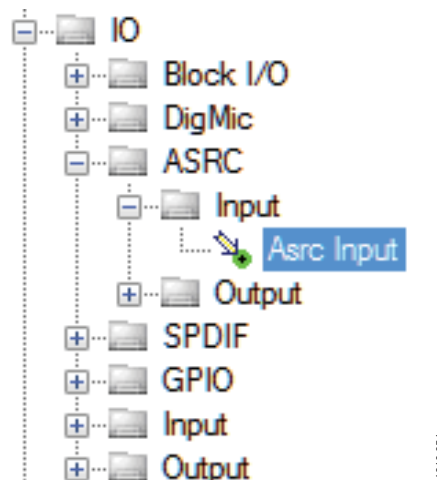 IO
Block I/O
DigMic
ASRC
Input
Asrc Input
Output
SPDIF
GPIO
Input
Output